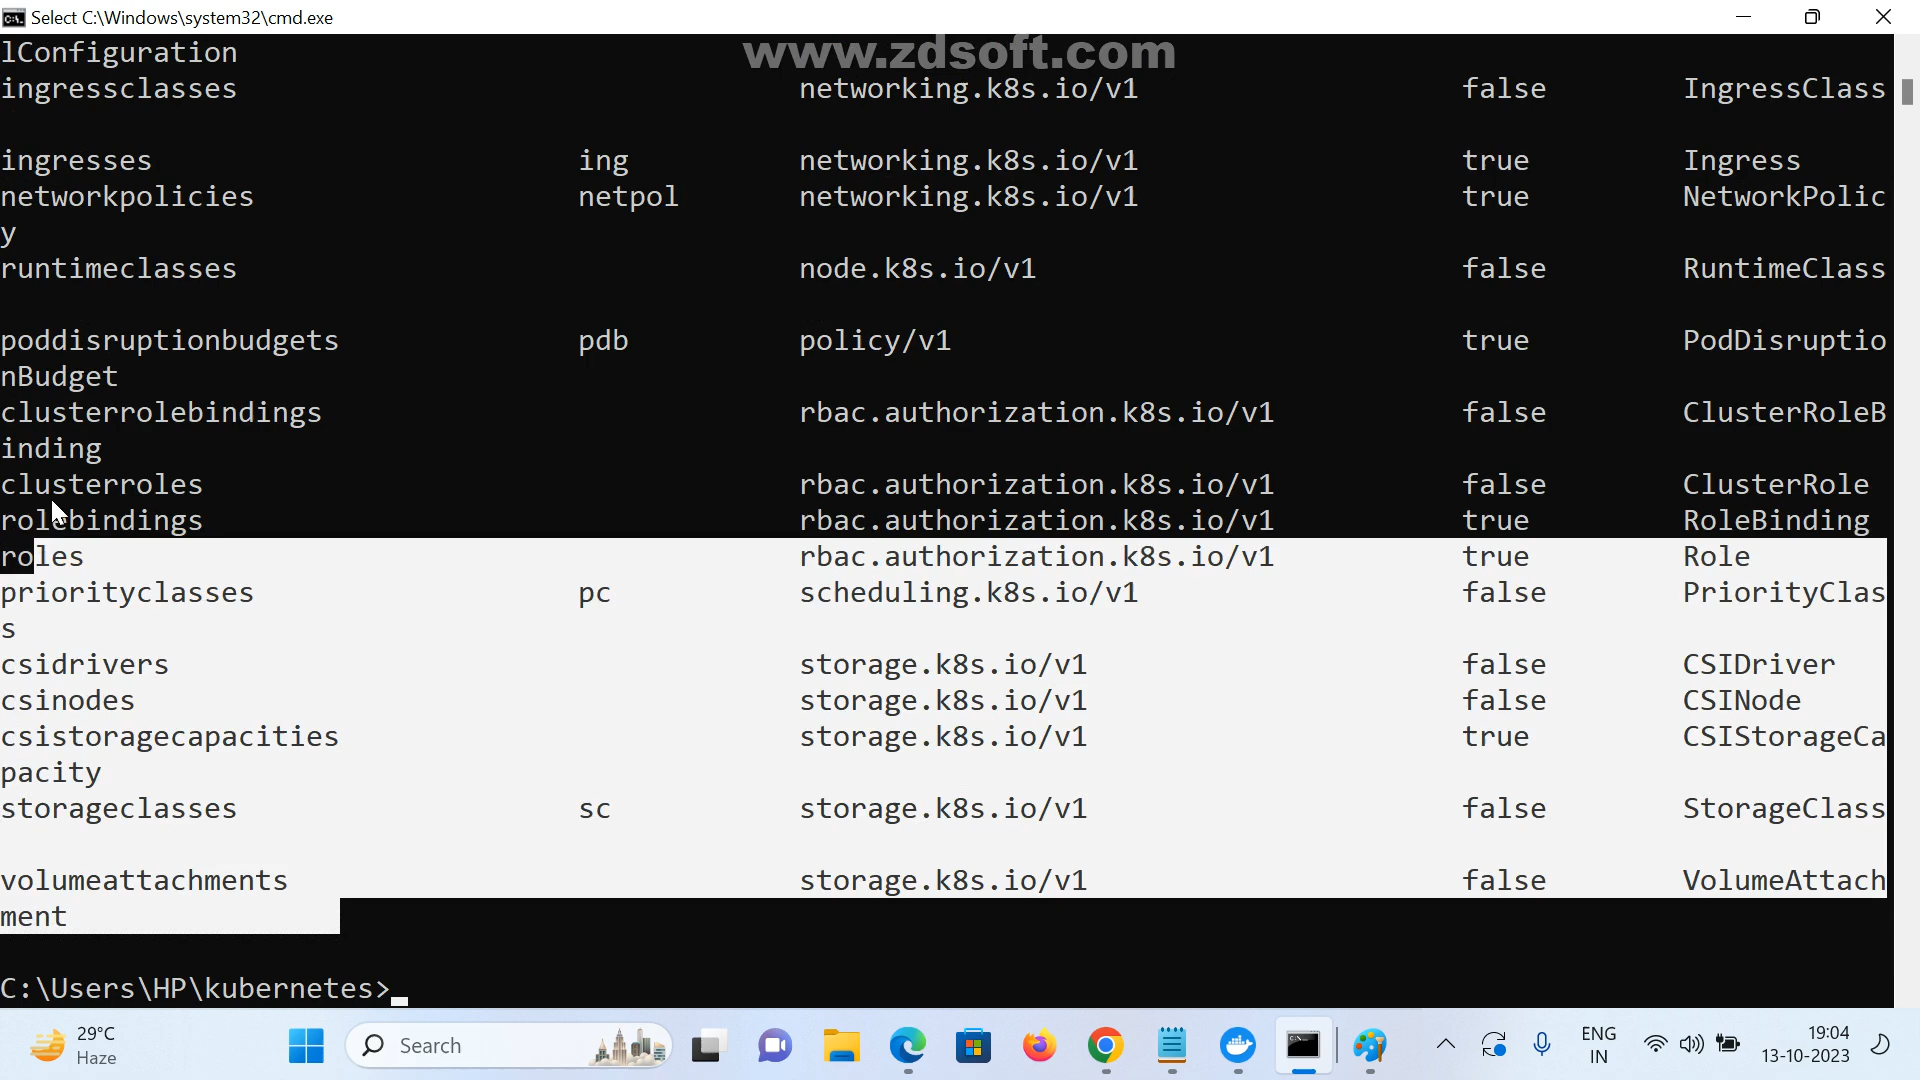 Select C:\Windows\system32\cmd.exe
www.zdsoft.com
lConfiguration
ingressclasses networking.k8s.io/v1 false IngressClass
ingresses ing networking.k8s.io/v1 true Ingress
networkpolicies netpol networking.k8s.io/v1 true NetworkPolic
y
runtimeclasses node.k8s.io/v1 false RuntimeClass
poddisruptionbudgets pdb policy/v1 true PodDisruptio
nBudget
clusterrolebindings rbac.authorization.k8s.io/v1 false ClusterRoleB
inding
clusterroles rbac.authorization.k8s.io/v1 false ClusterRole
rolebindings rbac.authorization.k8s.io/v1 true RoleBinding
roles rbac.authorization.k8s.io/v1 true Role
priorityclasses pc scheduling.k8s.io/v1 false PriorityClas
s
csidrivers storage.k8s.io/v1 false CSIDriver
csinodes storage.k8s.io/v1 false CSINode
csistoragecapacities storage.k8s.io/v1 true CSIStorageCa
pacity
storageclasses sc storage.k8s.io/v1 false StorageClass
volumeattachments storage.k8s.io/v1 false VolumeAttach
ment
C:\Users\HP\kubernetes>
29°C
Haze
Search
ENG
IN
19:04
13-10-2023